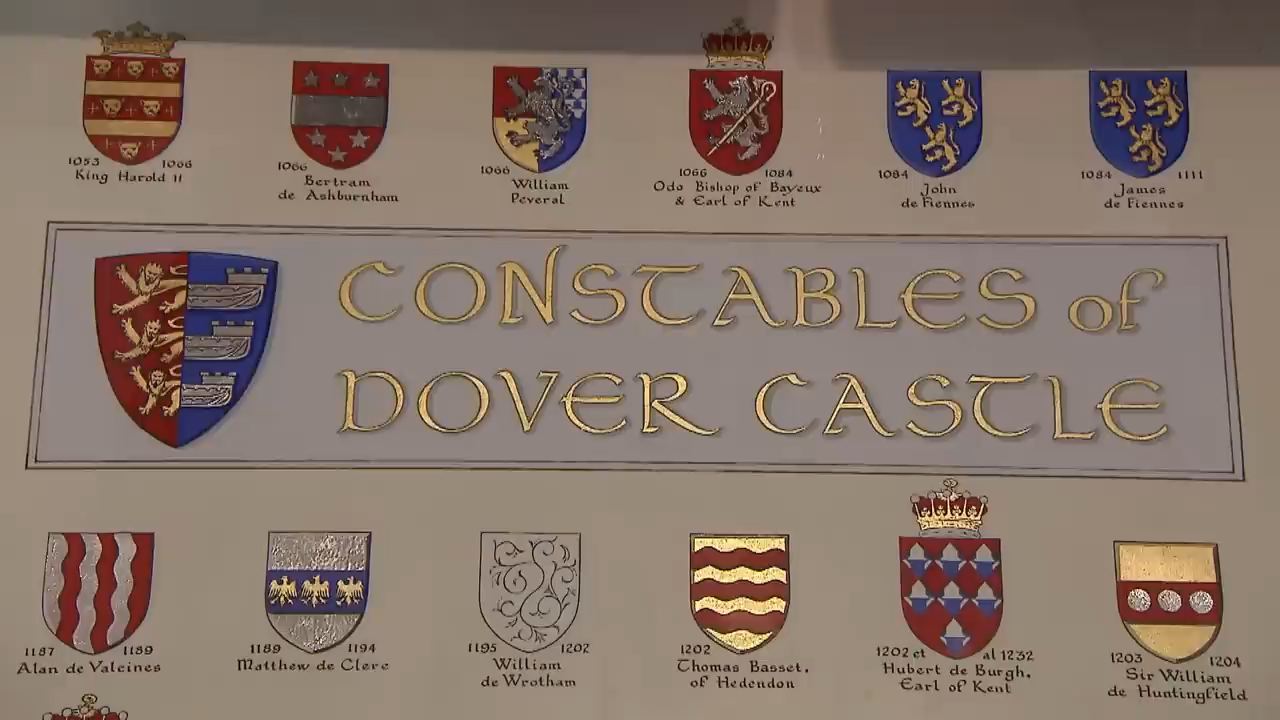 1053 1066
King Harold II
1066
Bertram
de Ashburnham
1066
William
Peveral
1066 1084
Odo Bishop of Bayeux
& Earl of Kent
1084
John
de Fiennes
1084 1111
James
de Fiennes
CONSTABLES of
DOVER CASTLE
1187 1189
Alan de Valeines
1189 1194
Matthew de Clere
1195 1202
William
de Wrotham
1202
Thomas Basset,
of Hedendon
1202 et al 1232
Hubert de Burgh,
Earl of Kent
1203 1204
Sir William
de Huntingfield